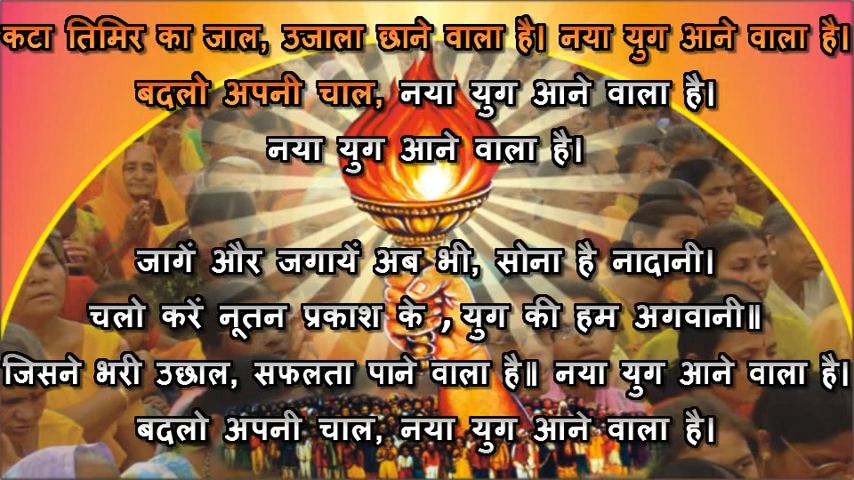 कटा तिमिर का जाल, उजाला छाने वाला है। नया युग आने वाला है।
बदलो अपनी चाल, नया युग आने वाला है।
नया युग आने वाला है।
जागें और जगायें अब भी, सोना है नादानी।
चलो करें नूतन प्रकाश के , युग की हम अगवानी॥
जिसने भरी उछाल, सफलता पाने वाला है॥ नया युग आने वाला है।
बदलो अपनी चाल, नया युग आने वाला है।